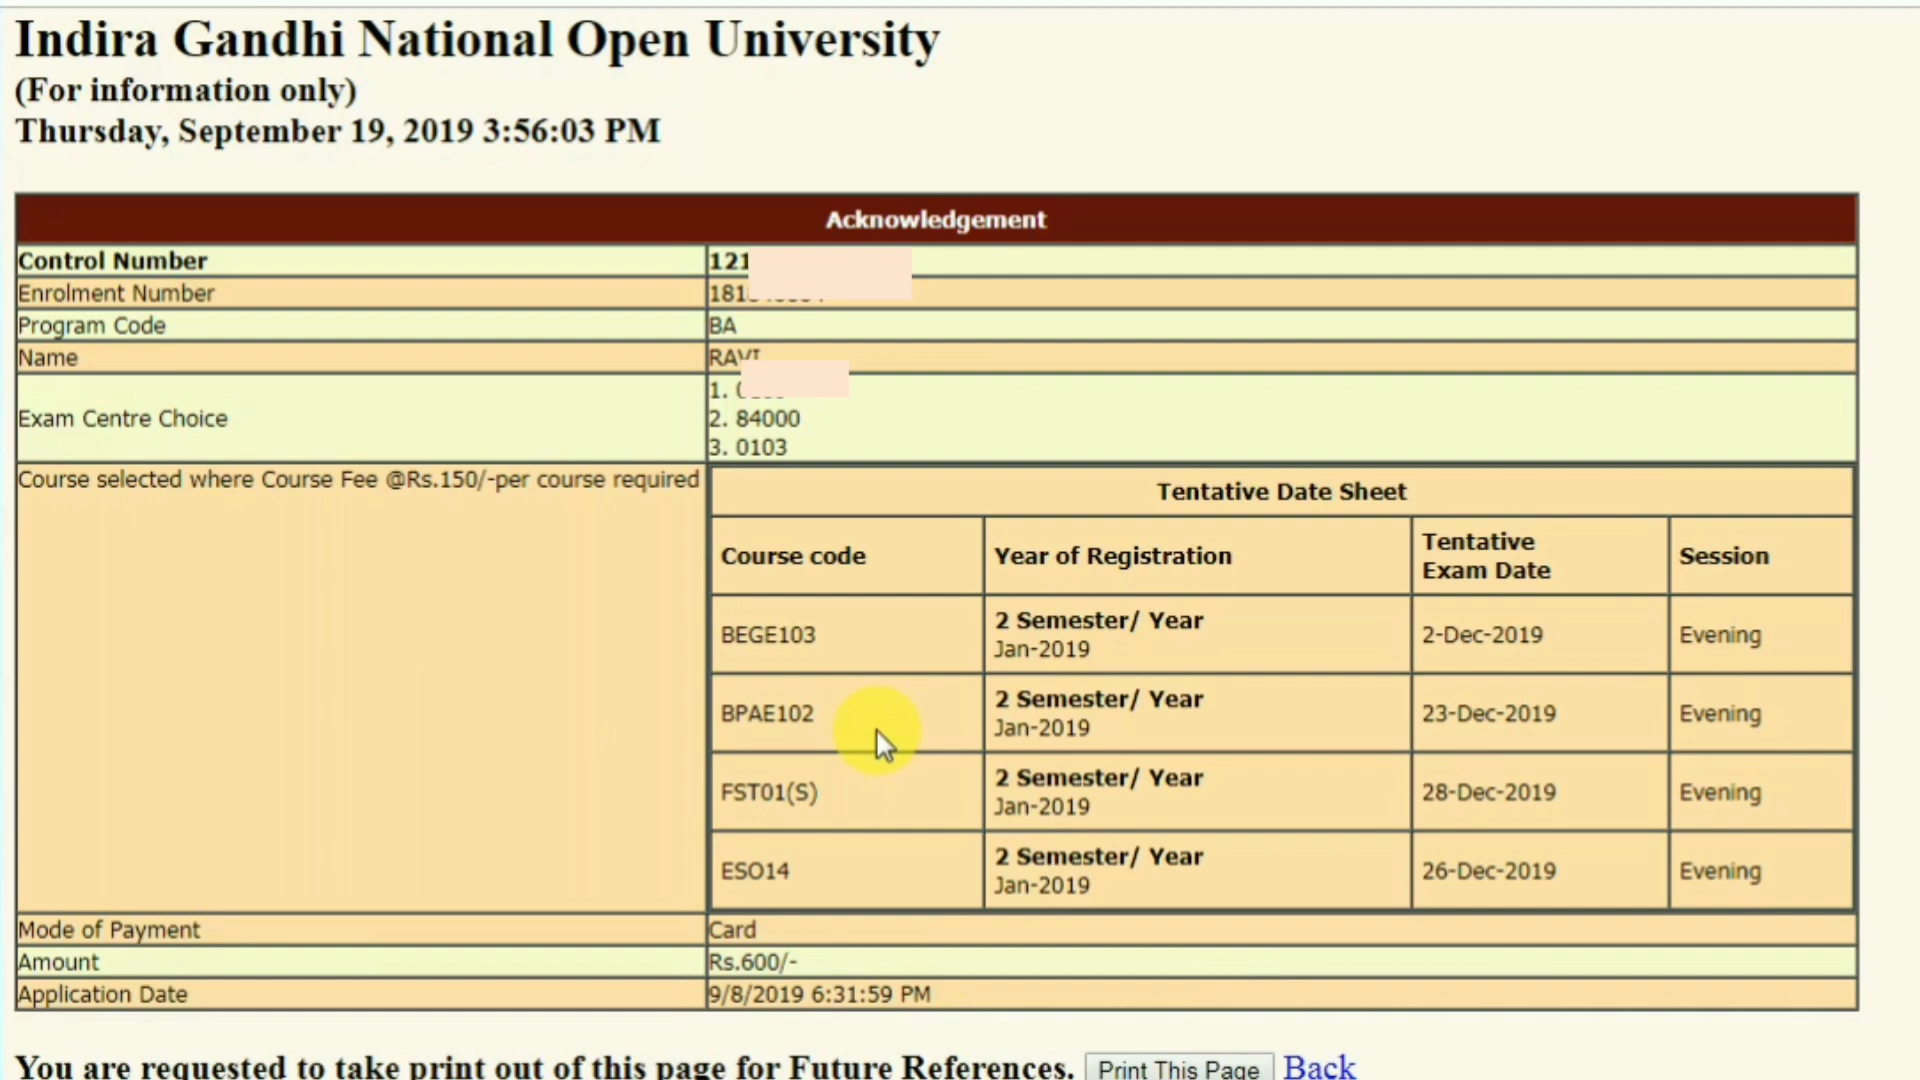 Indira Gandhi National Open University
(For information only)
Thursday, September 19, 2019 3:56:03 PM
Acknowledgement
Control Number 121
Enrolment Number 181
Program Code BA
Name RAVI
Exam Centre Choice
1.
2. 84000
3. 0103
Course selected where Course Fee @Rs.150/-per course required
Tentative Date Sheet
Course code Year of Registration Tentative Exam Date Session
BEGE103 2 Semester/ Year Jan-2019 2-Dec-2019 Evening
BPAE102 2 Semester/ Year Jan-2019 23-Dec-2019 Evening
FST01(S) 2 Semester/ Year Jan-2019 28-Dec-2019 Evening
ESO14 2 Semester/ Year Jan-2019 26-Dec-2019 Evening
Mode of Payment Card
Amount Rs.600/-
Application Date 9/8/2019 6:31:59 PM
You are requested to take print out of this page for Future References. Print This Page Back